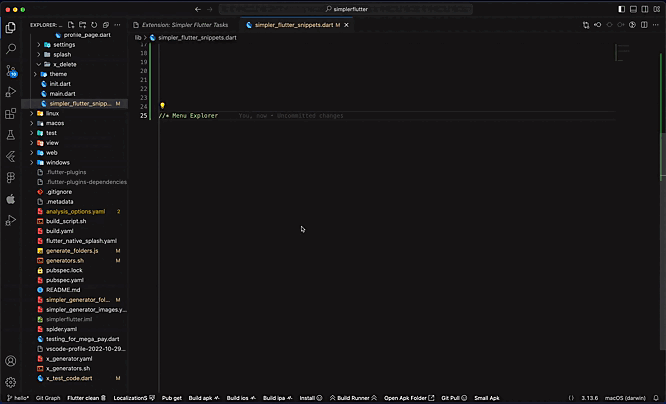 simplerflutter
EXPLORER: ...
Extension: Simpler Flutter Tasks
simpler_flutter_snippets.dart M
lib > simpler_flutter_snippets.dart
profile_page.dart
settings
splash
x_delete
theme
init.dart
main.dart
simpler_flutter_snipp... M
linux
macos
test
view
web
windows
.flutter-plugins
.flutter-plugins-dependencies
.gitignore
.metadata
analysis_options.yaml 2
build_script.sh
build.yaml
flutter_native_splash.yaml
generate_folders.js M
generators.sh M
pubspec.lock
pubspec.yaml
README.md
simpler_generator_fol... M
simpler_generator_images.y...
simplerflutter.iml
spider.yaml
testing_for_mega_pay.dart
vscode-profile-2022-10-29...
x_generator.yaml
x_generators.sh
x_test_code.dart M
17
18
19
20
21
22
23
24
25 //* Menu Explorer You, now • Uncommitted changes
hello* Git Graph Flutter clean LocalizationS Pub get Build apk Build ios Build ipa Install Build Runner Open Apk Folder Git Pull Small Apk {} 3.13.6 macOS (darwin)